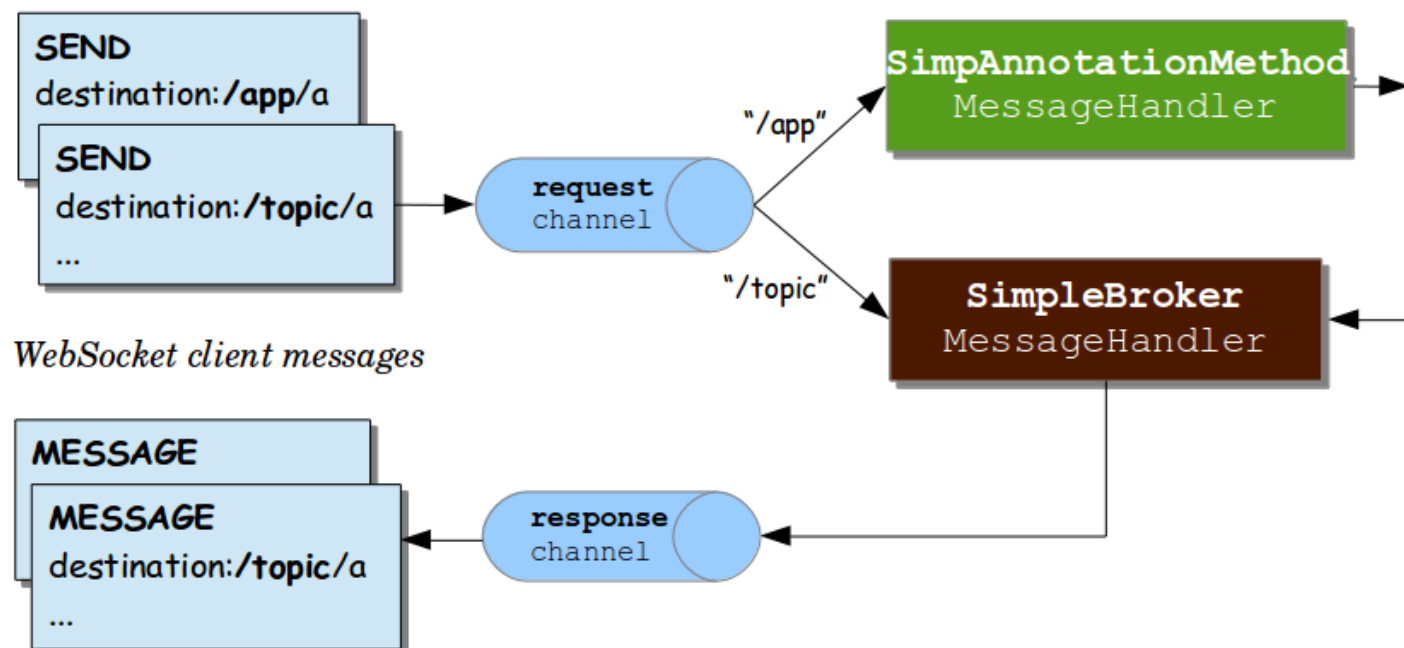 SEND
destination:/app/a
SEND
destination:/topic/a
...
WebSocket client messages
request
channel
“/app”
“/topic”
SimpAnnotationMethod
MessageHandler
SimpleBroker
MessageHandler
MESSAGE
MESSAGE
destination:/topic/a
...
response
channel